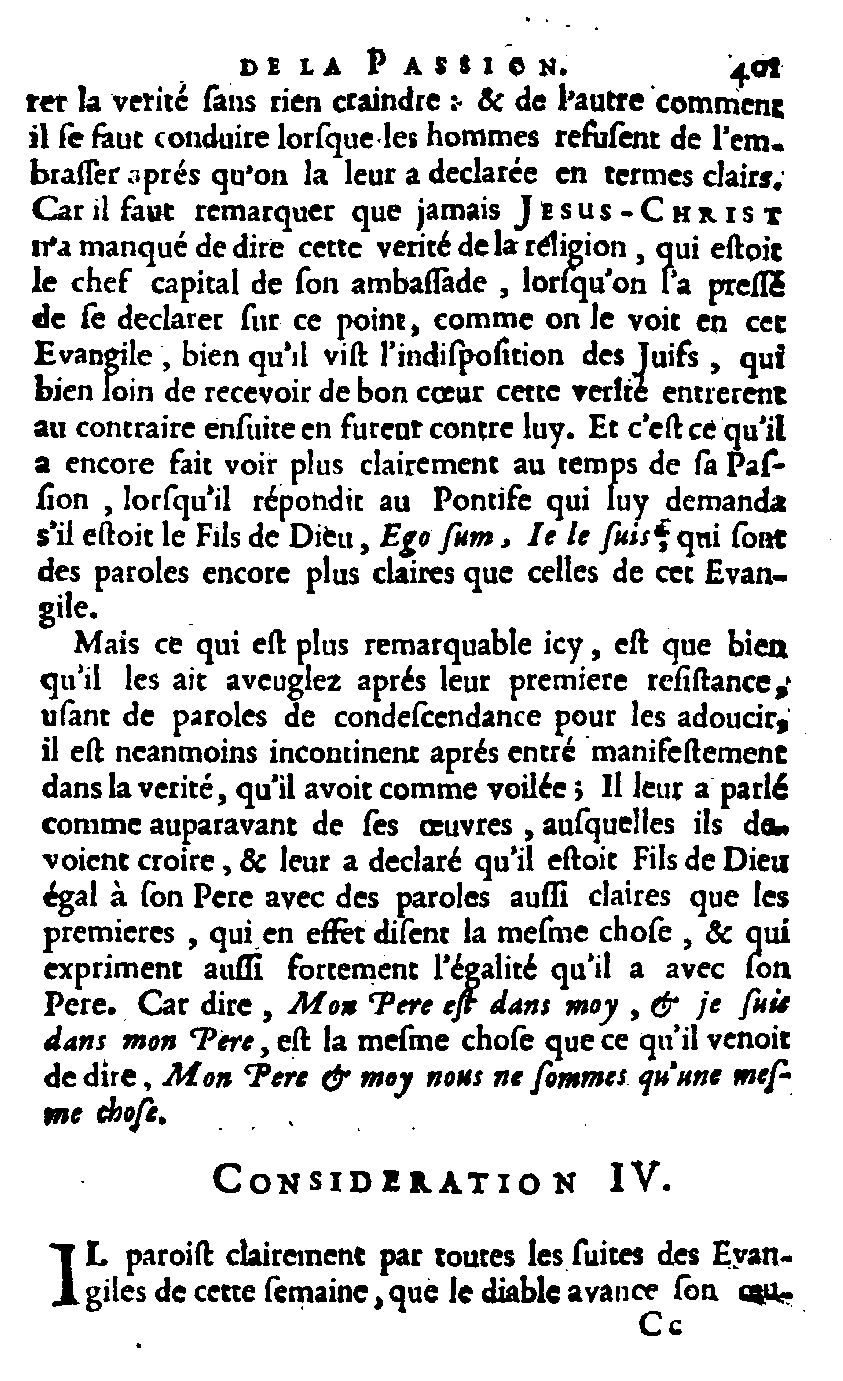 DE LA PASSION. 401
rer la verité ſans rien craindre : & de l'autre comment
il ſe faut conduire lorſque les hommes refuſent de l'em-
braſſer aprés qu'on la leur a declarée en termes clairs.
Car il faut remarquer que jamais JESUS-CHRIST
n'a manqué de dire cette verité de la réligion, qui eſtoit
le chef capital de ſon ambaſſade, lorſqu'on l'a preſſé
de ſe declarer ſur ce point, comme on le voit en cet
Evangile, bien qu'il viſt l'indiſpoſition des Juifs, qui
bien loin de recevoir de bon cœur cette verité entrerent
au contraire enſuite en fureur contre luy. Et c'eſt ce qu'il
a encore fait voir plus clairement au temps de ſa Paſ-
ſion, lorſqu'il répondit au Pontife qui luy demanda
s'il eſtoit le Fils de Dieu, Ego ſum, Ie le ſuis; qui ſont
des paroles encore plus claires que celles de cet Evan-
gile.
Mais ce qui eſt plus remarquable icy, eſt que bien
qu'il les ait aveuglez aprés leur premiere reſiſtance,
uſant de paroles de condeſcendance pour les adoucir,
il eſt neanmoins incontinent aprés entré manifeſtement
dans la verité, qu'il avoit comme voilée; Il leur a parlé
comme auparavant de ſes œuvres, auſquelles ils de-
voient croire, & leur a declaré qu'il eſtoit Fils de Dieu
égal à ſon Pere avec des paroles auſſi claires que les
premieres, qui en effet diſent la meſme choſe, & qui
expriment auſſi fortement l'égalité qu'il a avec ſon
Pere. Car dire, Mon Pere eſt dans moy, & je ſuis
dans mon Pere, eſt la meſme choſe que ce qu'il venoit
de dire, Mon Pere & moy nous ne ſommes qu'une meſ-
me choſe.
CONSIDERATION IV.
IL paroiſt clairement par toutes les ſuites des Evan-
giles de cette ſemaine, que le diable avance ſon œu-
Cc